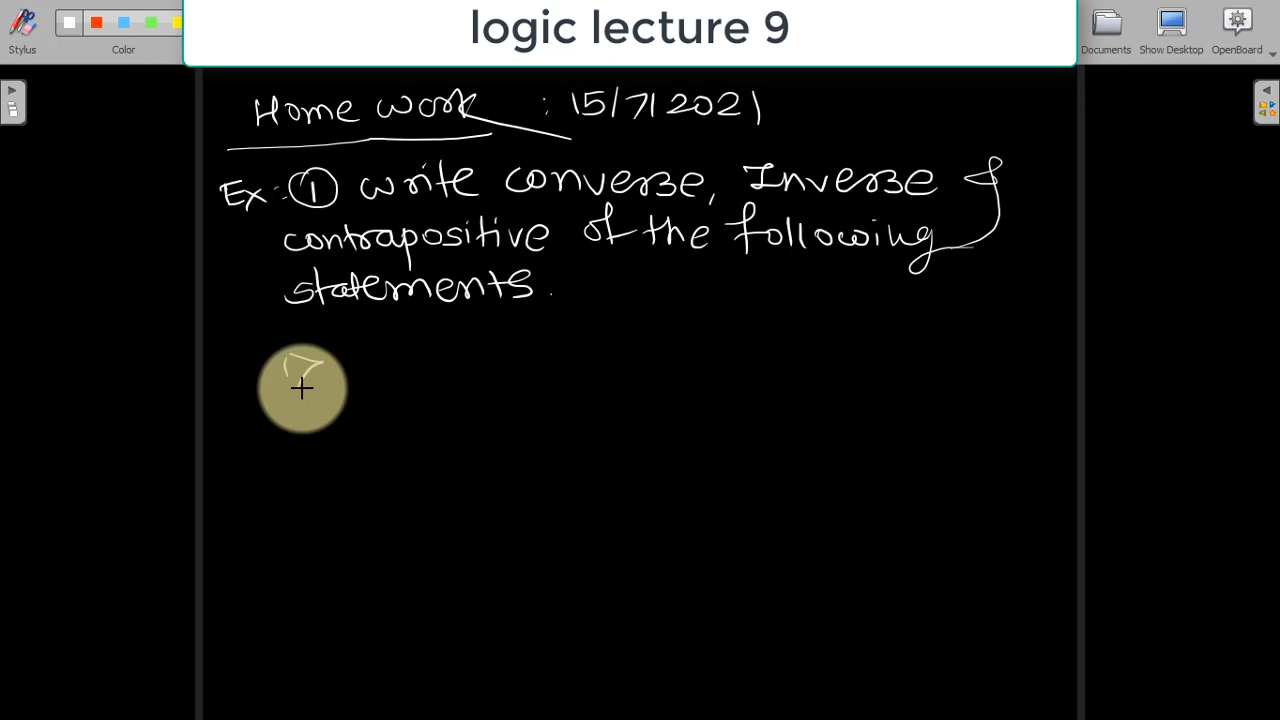 logic lecture 9
Stylus
Color
Documents
Show Desktop
OpenBoard
Home work : 15/7/2021
Ex :- ① write converse, Inverse &
contrapositive of the following
statements.